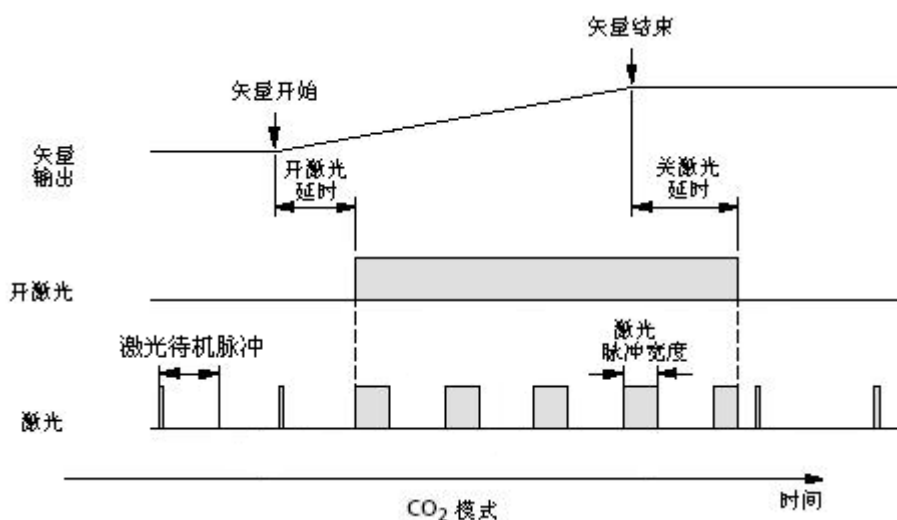 矢量结束
矢量开始
矢量
输出
开激光
延时
关激光
延时
开激光
激光待机脉冲
激光
脉冲宽度
激光
时间
CO2 模式